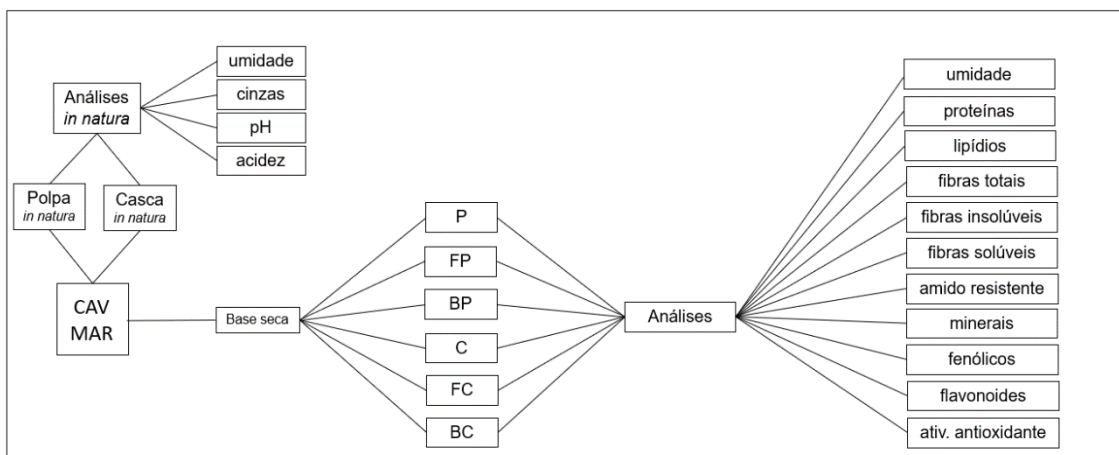 umidade
cinzas
pH
acidez
Análises
in natura
Polpa
in natura
Casca
in natura
CAV
MAR
Base seca
P
FP
BP
C
FC
BC
Análises
umidade
proteínas
lipídios
fibras totais
fibras insolúveis
fibras solúveis
amido resistente
minerais
fenólicos
flavonoides
ativ. antioxidante